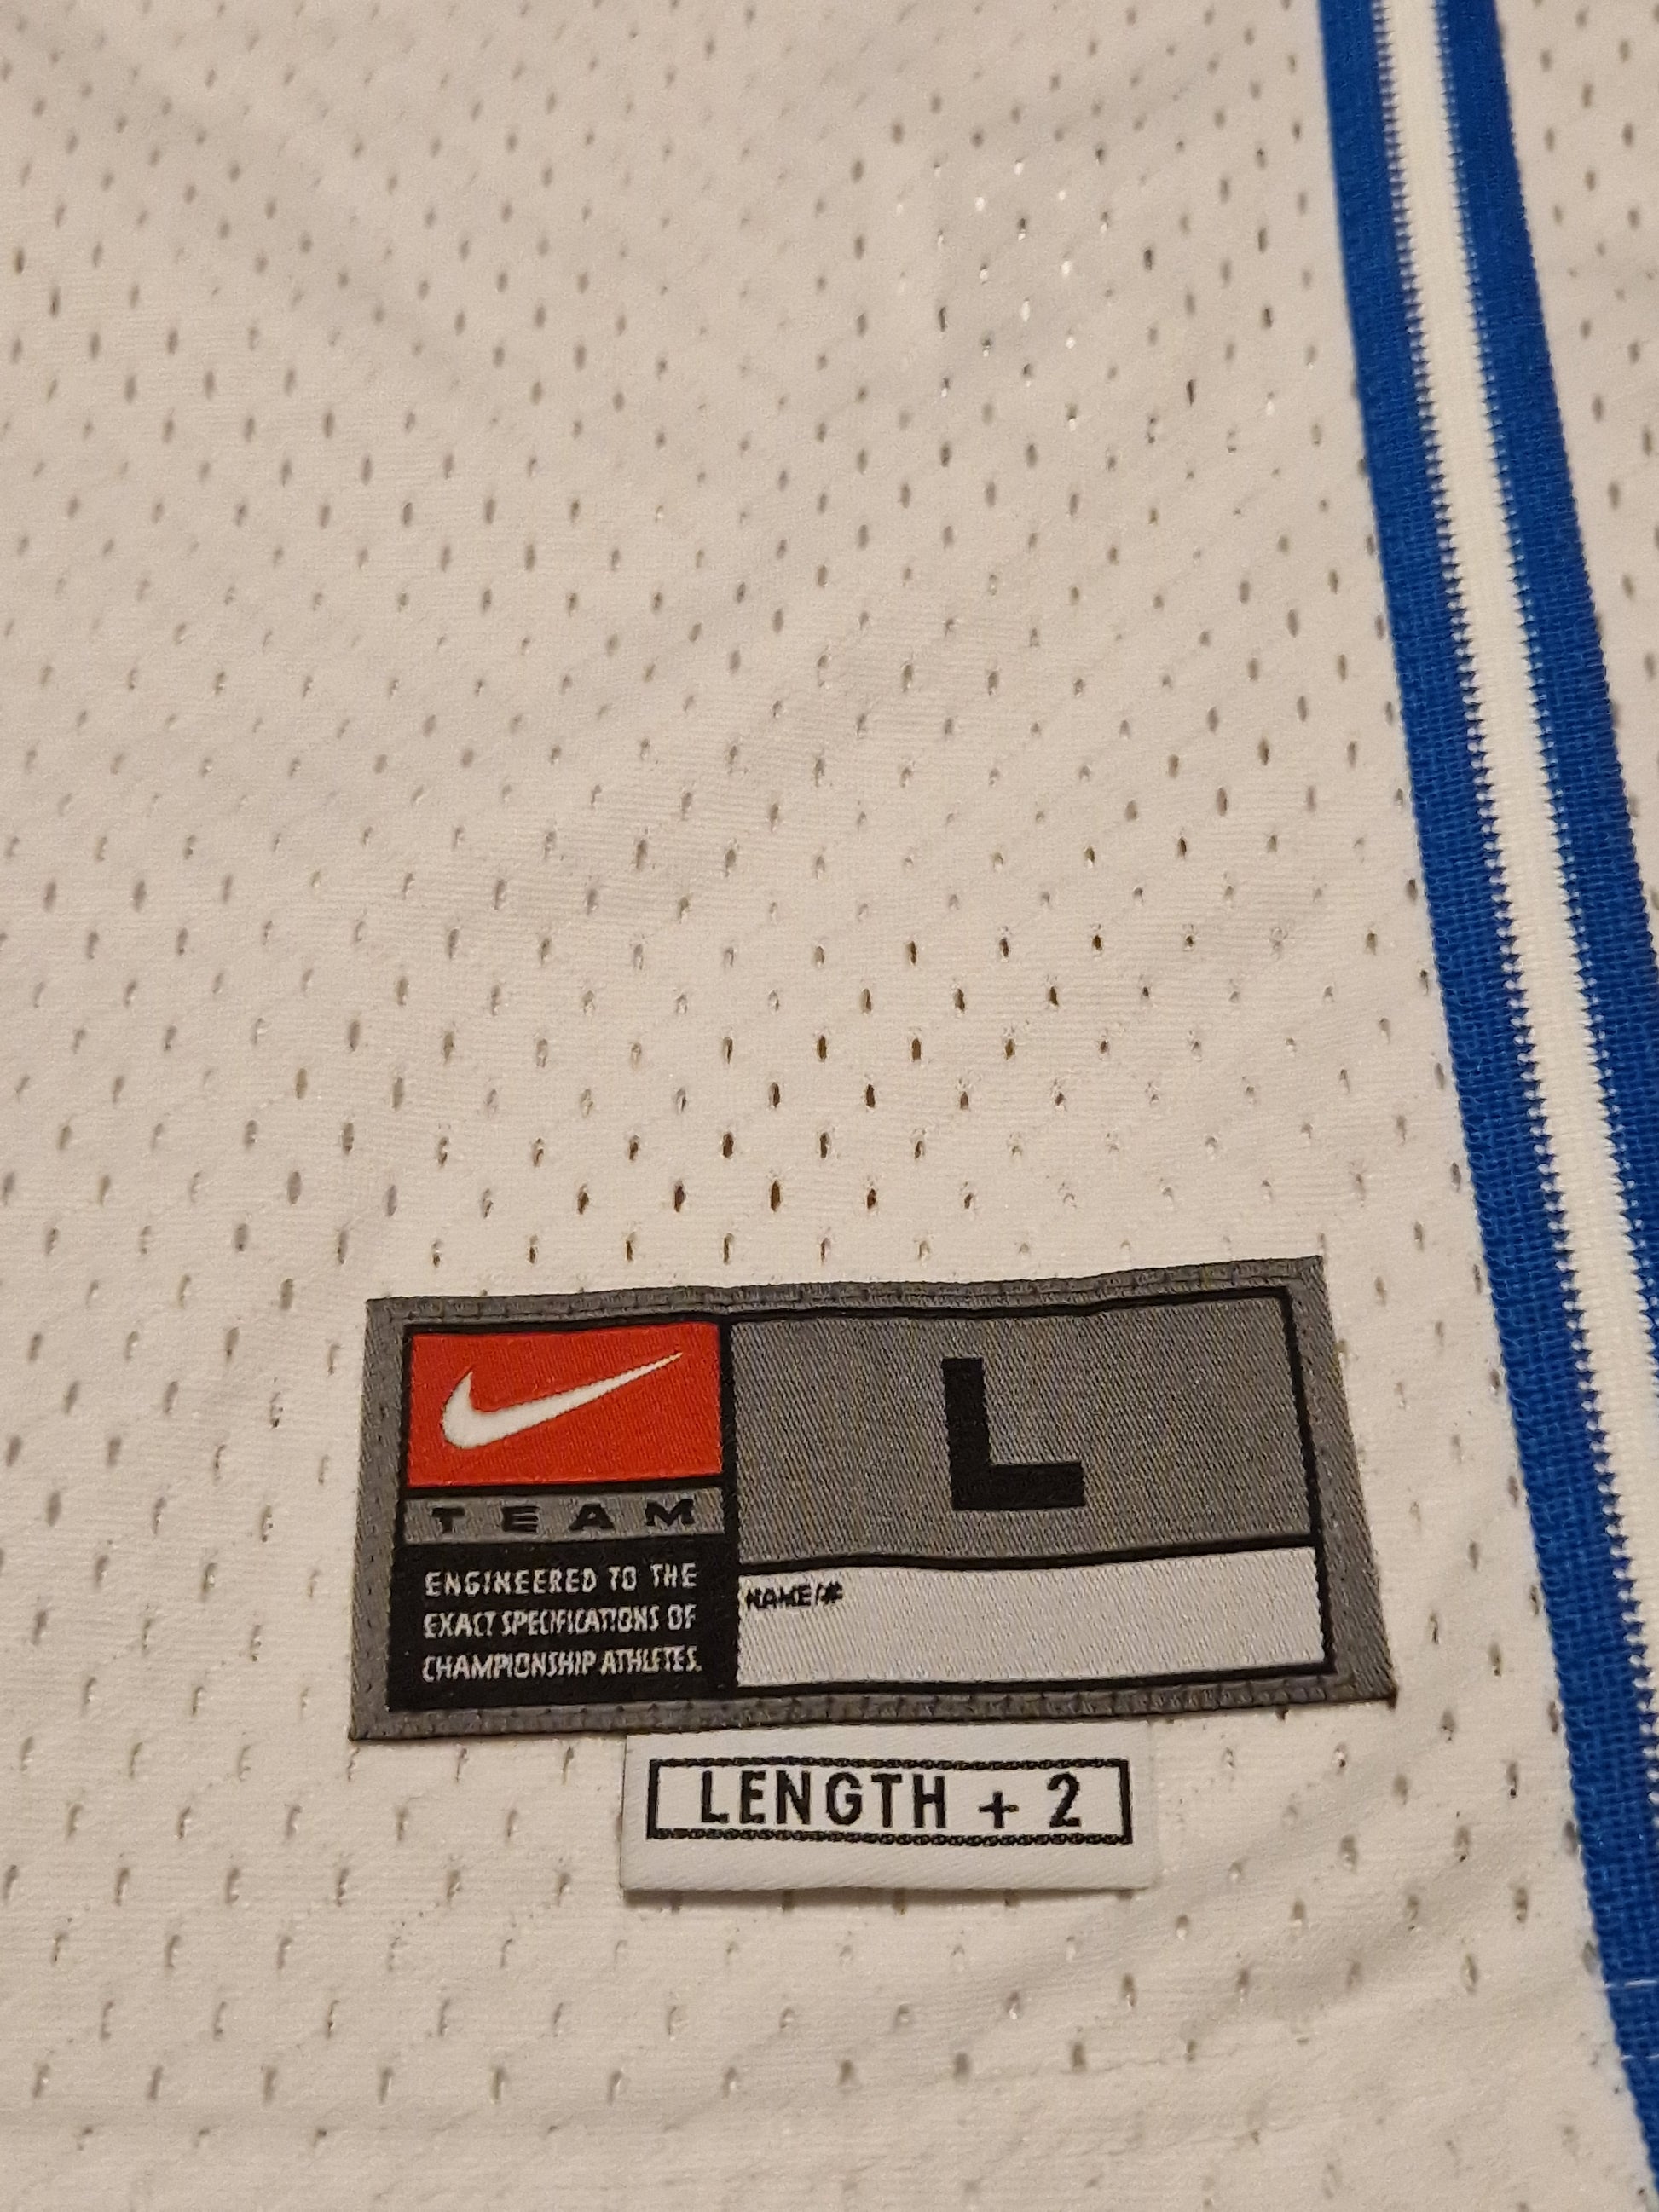 L
TEAM
ENGINEERED TO THE
EXACT SPECIFICATIONS OF
CHAMPIONSHIP ATHLETES.
NAME/#
LENGTH + 2